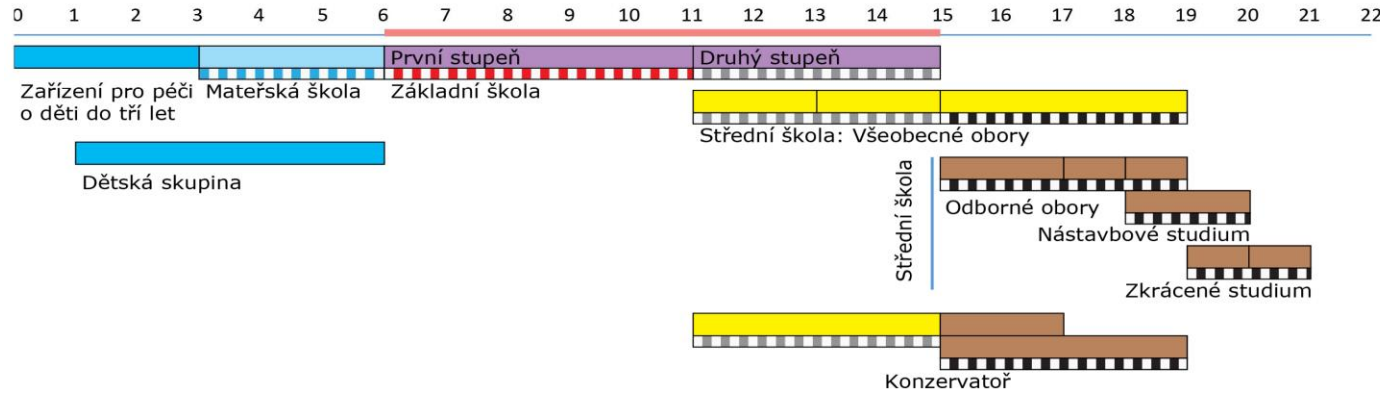 0 1 2 3 4 5 6 7 8 9 10 11 12 13 14 15 16 17 18 19 20 21 22
První stupeň Druhý stupeň
Zařízení pro péči
o děti do tří let
Mateřská škola
Základní škola
Střední škola: Všeobecné obory
Dětská skupina
Střední škola
Odborné obory
Nástavbové studium
Zkrácené studium
Konzervatoř